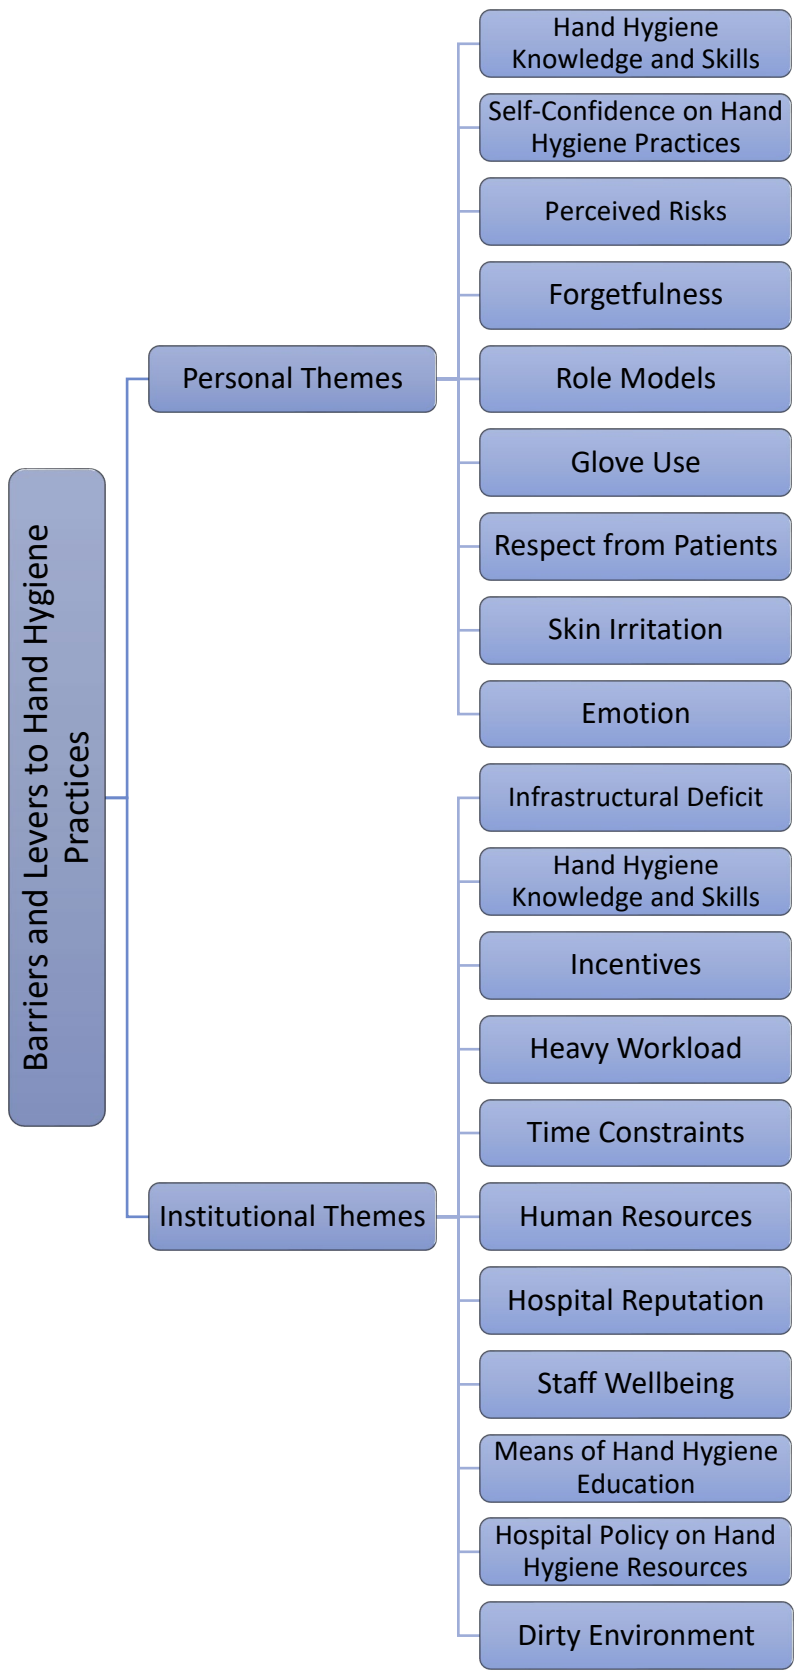 Barriers and Levers to Hand Hygiene
Practices
Personal Themes
Hand Hygiene
Knowledge and Skills
Self-Confidence on Hand
Hygiene Practices
Perceived Risks
Forgetfulness
Role Models
Glove Use
Respect from Patients
Skin Irritation
Emotion
Institutional Themes
Infrastructural Deficit
Hand Hygiene
Knowledge and Skills
Incentives
Heavy Workload
Time Constraints
Human Resources
Hospital Reputation
Staff Wellbeing
Means of Hand Hygiene
Education
Hospital Policy on Hand
Hygiene Resources
Dirty Environment